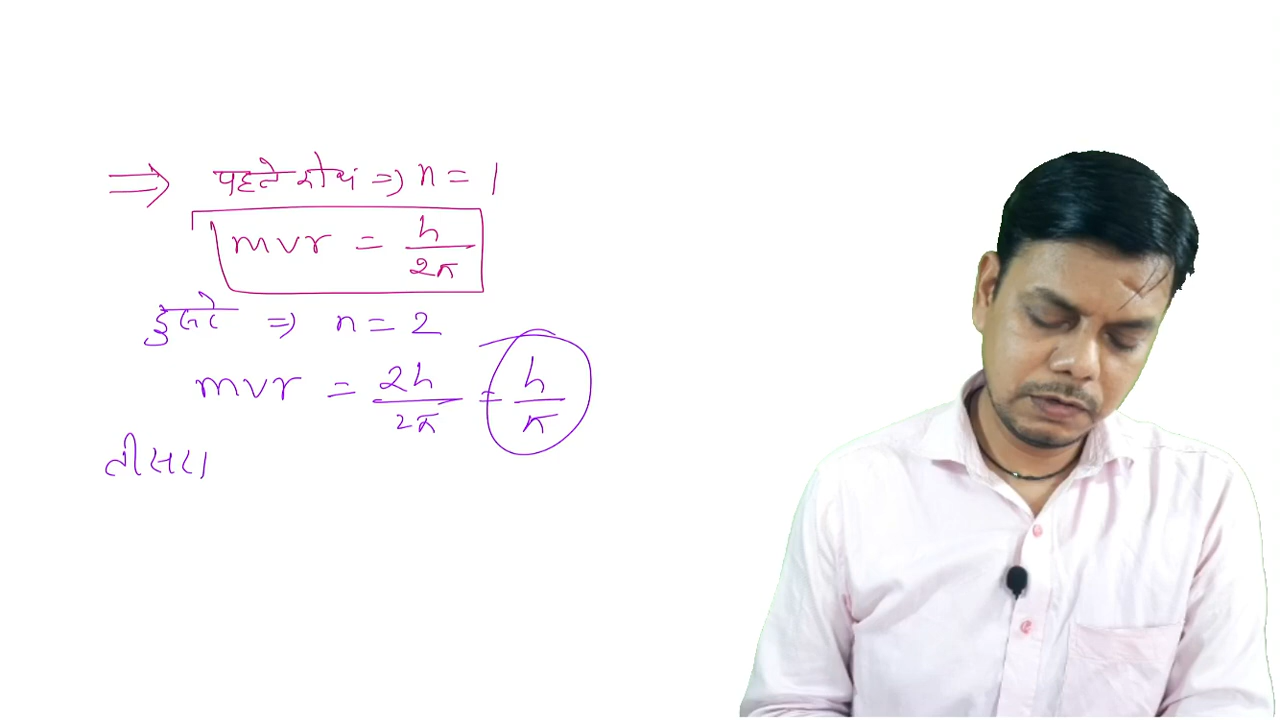 ⇒ पहले शेल ⇒ n = 1
mvr = h/2π
दुसरे ⇒ n = 2
mvr = 2h/2π = h/π
तीसरा